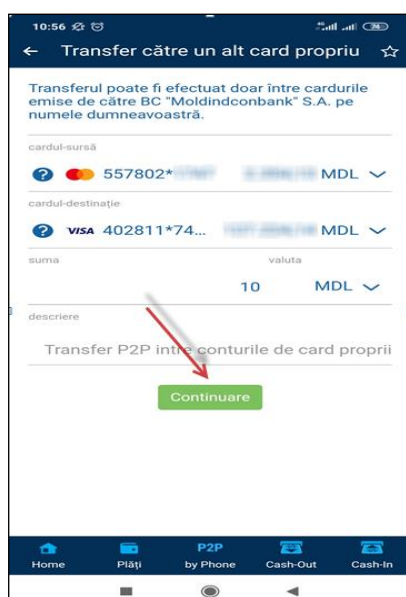 10:56
Transfer către un alt card propriu
Transferul poate fi efectuat doar între cardurile
emise de către BC "Moldindconbank" S.A. pe
numele dumneavoastră.
cardul-sursă
? 557802* MDL
cardul-destinație
? VISA 402811*74... MDL
suma valuta
10 MDL
descriere
Transfer P2P intre conturile de card proprii
Continuare
P2P
Home Plăți by Phone Cash-Out Cash-In